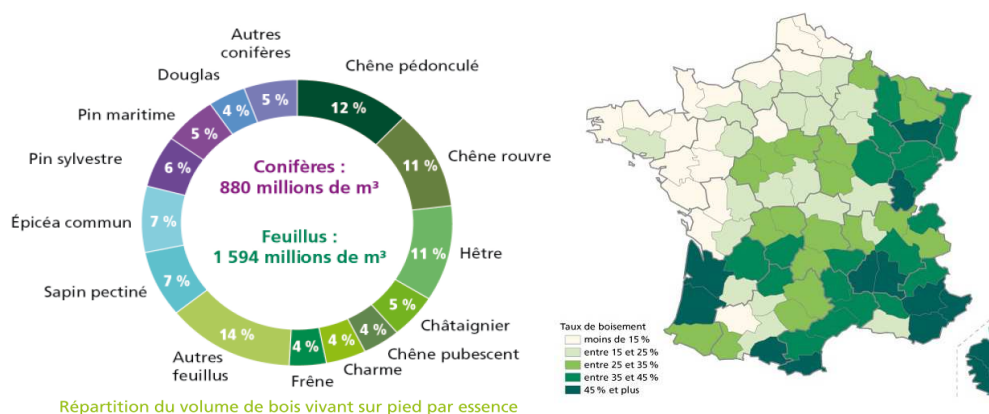 Autres
conifères
5 %
Chêne pédonculé
12 %
Chêne rouvre
11 %
Hêtre
11 %
Châtaignier
5 %
Chêne pubescent
4 %
Charme
4 %
Frêne
4 %
Autres
feuillus
14 %
Sapin pectiné
7 %
Épicéa commun
7 %
Pin sylvestre
6 %
Pin maritime
5 %
Douglas
4 %
Conifères :
880 millions de m³
Feuillus :
1 594 millions de m³
Répartition du volume de bois vivant sur pied par essence
Taux de boisement
moins de 15 %
entre 15 et 25 %
entre 25 et 35 %
entre 35 et 45 %
45 % et plus